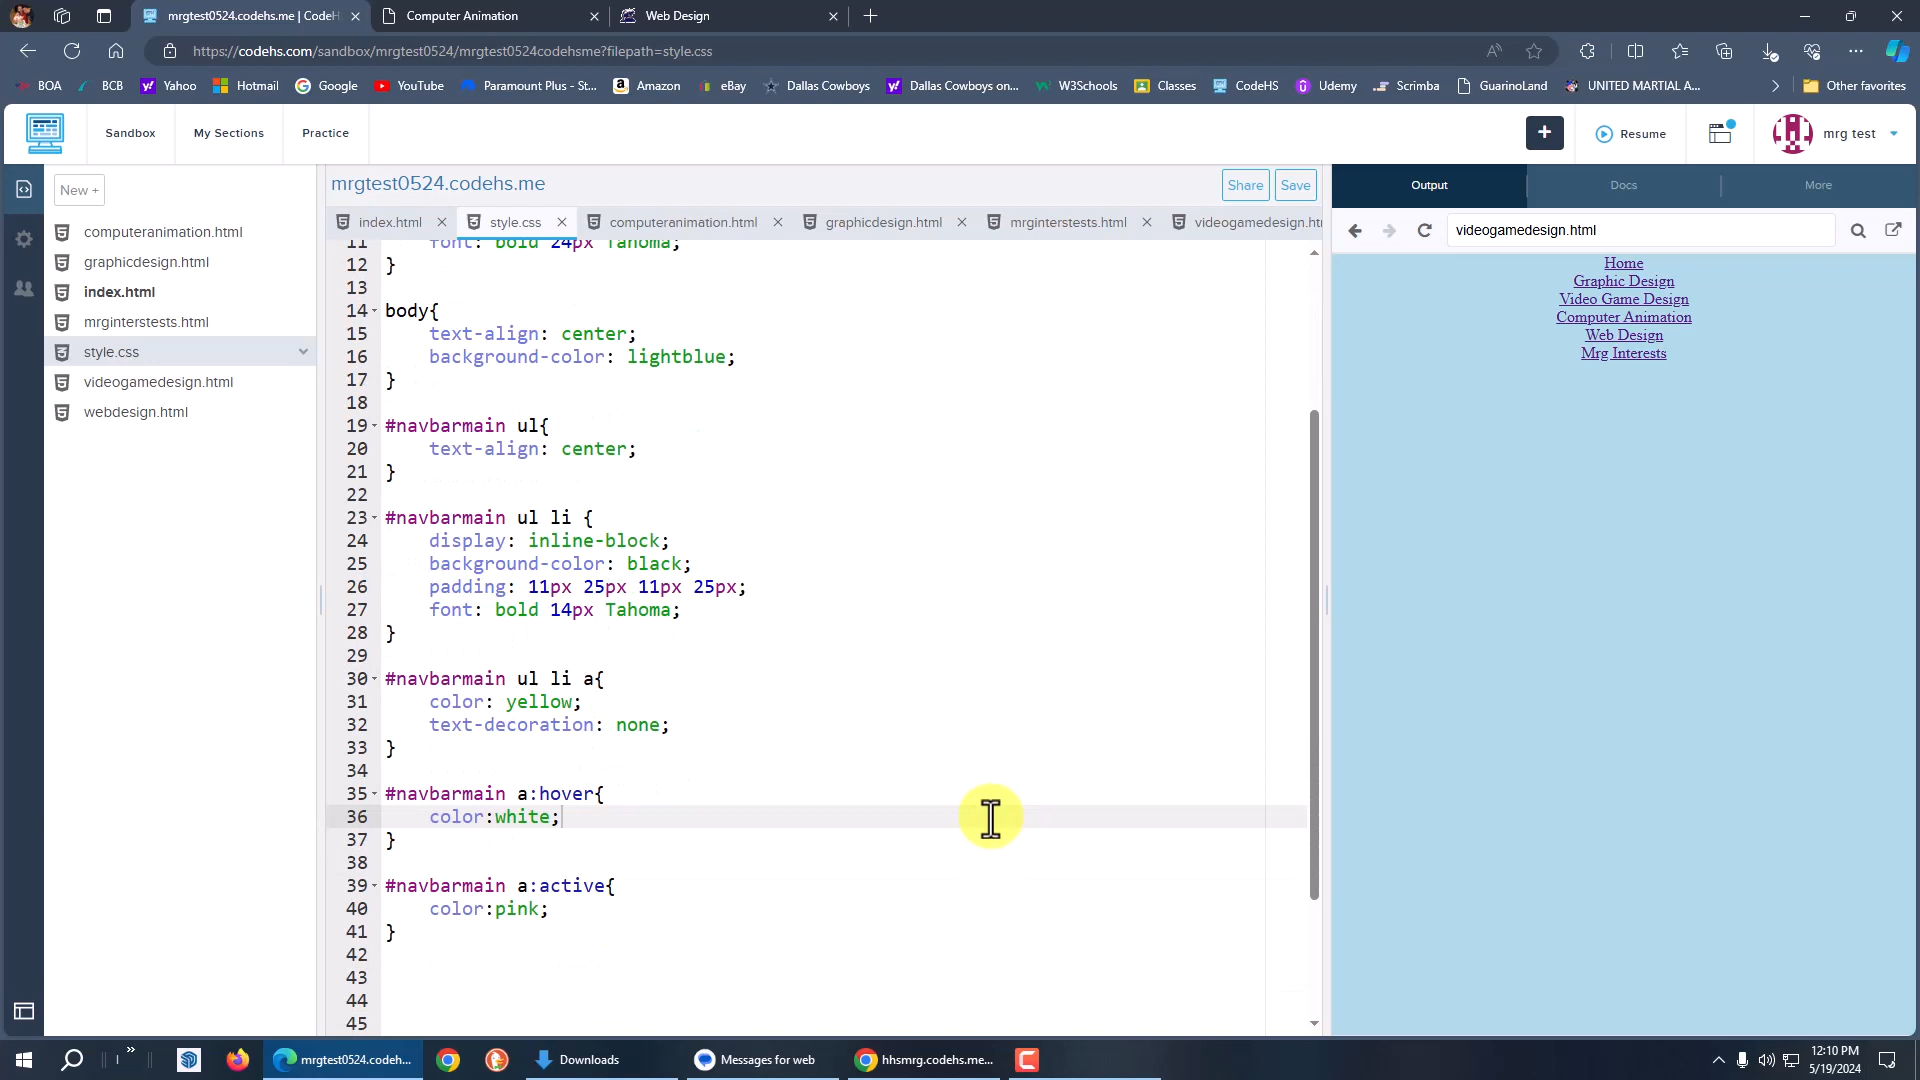 mrgtest0524.codehs.me | CodeH
Computer Animation
Web Design
https://codehs.com/sandbox/mrgtest0524/mrgtest0524codehsme?filepath=style.css
BOA
BCB
Yahoo
Hotmail
Google
YouTube
Paramount Plus - St...
Amazon
eBay
Dallas Cowboys
Dallas Cowboys on...
W3Schools
Classes
CodeHS
Udemy
Scrimba
GuarinoLand
UNITED MARTIAL A...
Other favorites
Sandbox
My Sections
Practice
+
Resume
mrg test
New +
computeranimation.html
graphicdesign.html
index.html
mrginterstests.html
style.css
videogamedesign.html
webdesign.html
mrgtest0524.codehs.me
Share
Save
index.html
style.css
computeranimation.html
graphicdesign.html
mrginterstests.html
videogamedesign.ht
11 font: bold 24px Tahoma;
12 }
13
14 body{
15 text-align: center;
16 background-color: lightblue;
17 }
18
19 #navbarmain ul{
20 text-align: center;
21 }
22
23 #navbarmain ul li {
24 display: inline-block;
25 background-color: black;
26 padding: 11px 25px 11px 25px;
27 font: bold 14px Tahoma;
28 }
29
30 #navbarmain ul li a{
31 color: yellow;
32 text-decoration: none;
33 }
34
35 #navbarmain a:hover{
36 color:white;
37 }
38
39 #navbarmain a:active{
40 color:pink;
41 }
42
43
44
45
Output
Docs
More
videogamedesign.html
Home
Graphic Design
Video Game Design
Computer Animation
Web Design
Mrg Interests
mrgtest0524.codeh...
Downloads
Messages for web
hhsmrg.codehs.me...
12:10 PM
5/19/2024